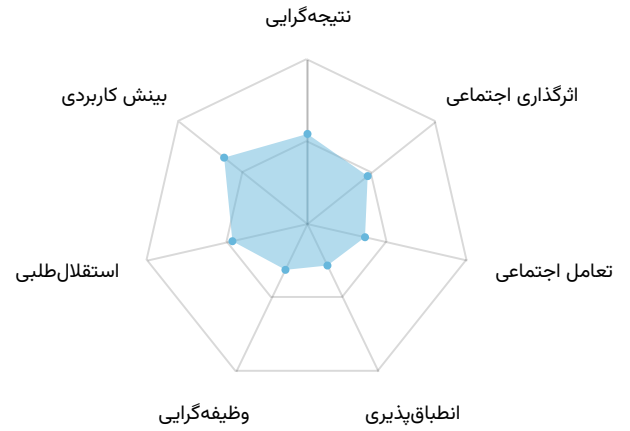 نتیجه‌گرایی
اثرگذاری اجتماعی
بینش کاربردی
تعامل اجتماعی
استقلال‌طلبی
انطباق‌پذیری
وظیفه‌گرایی